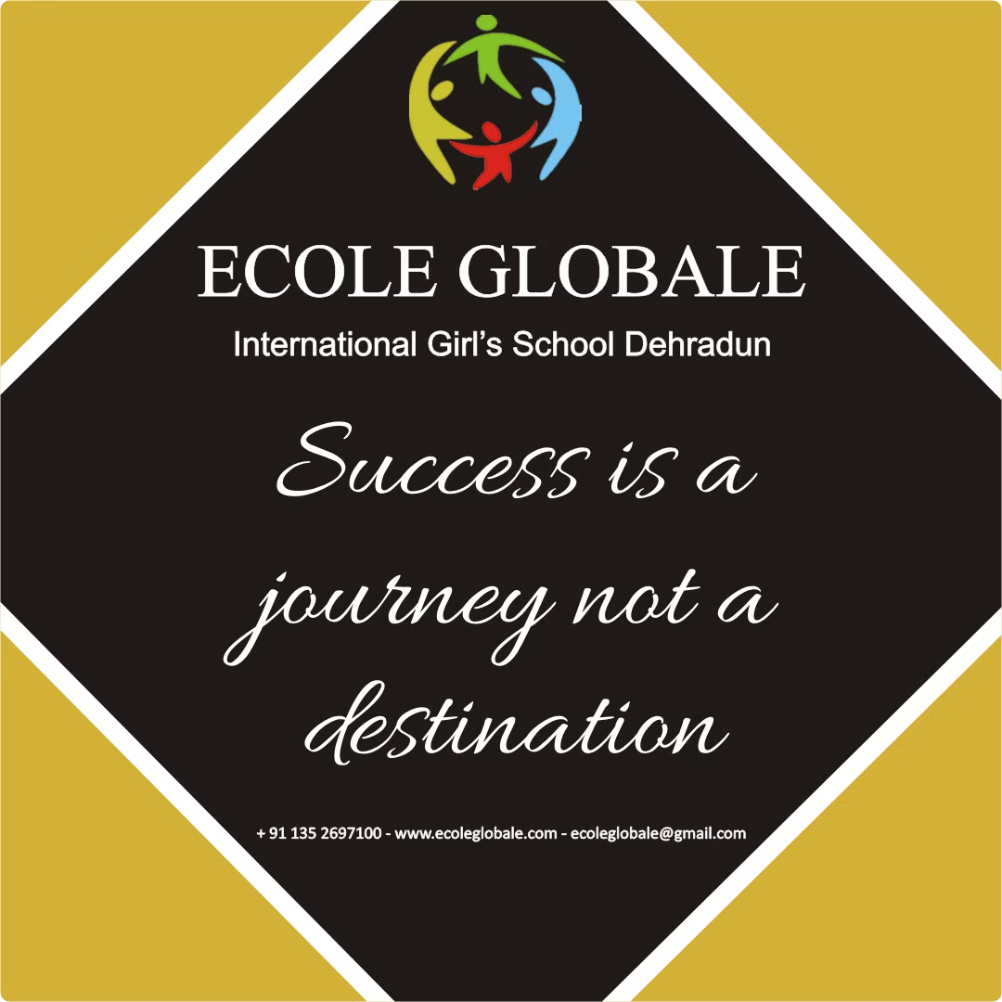 ECOLE GLOBALE
International Girl’s School Dehradun
Success is a
journey not a
destination
+ 91 135 2697100 - www.ecoleglobale.com - ecoleglobale@gmail.com